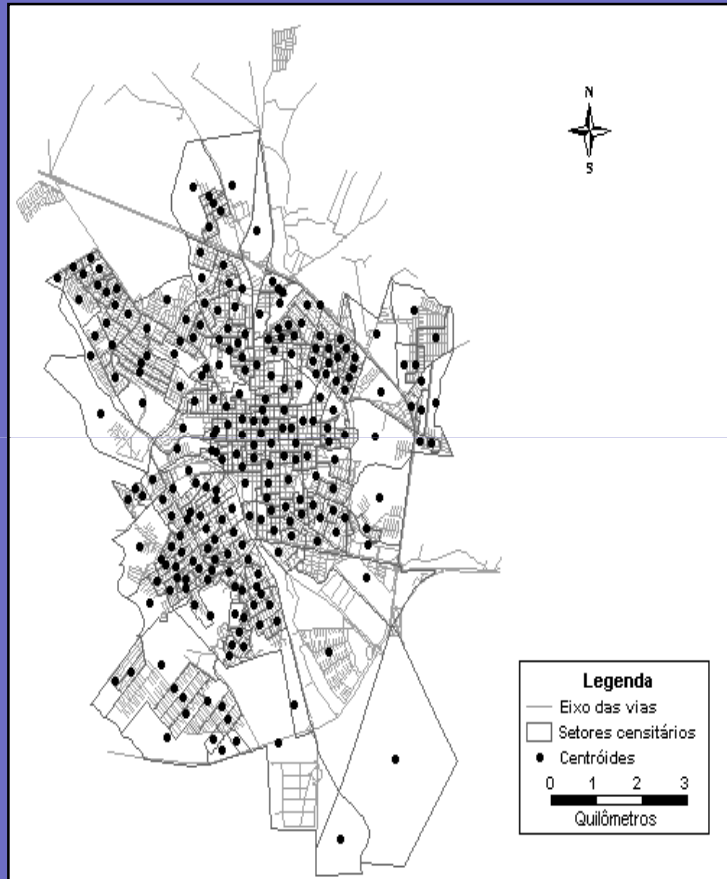 N
S
Legenda
Eixo das vias
Setores censitários
Centróides
0 1 2 3
Quilômetros